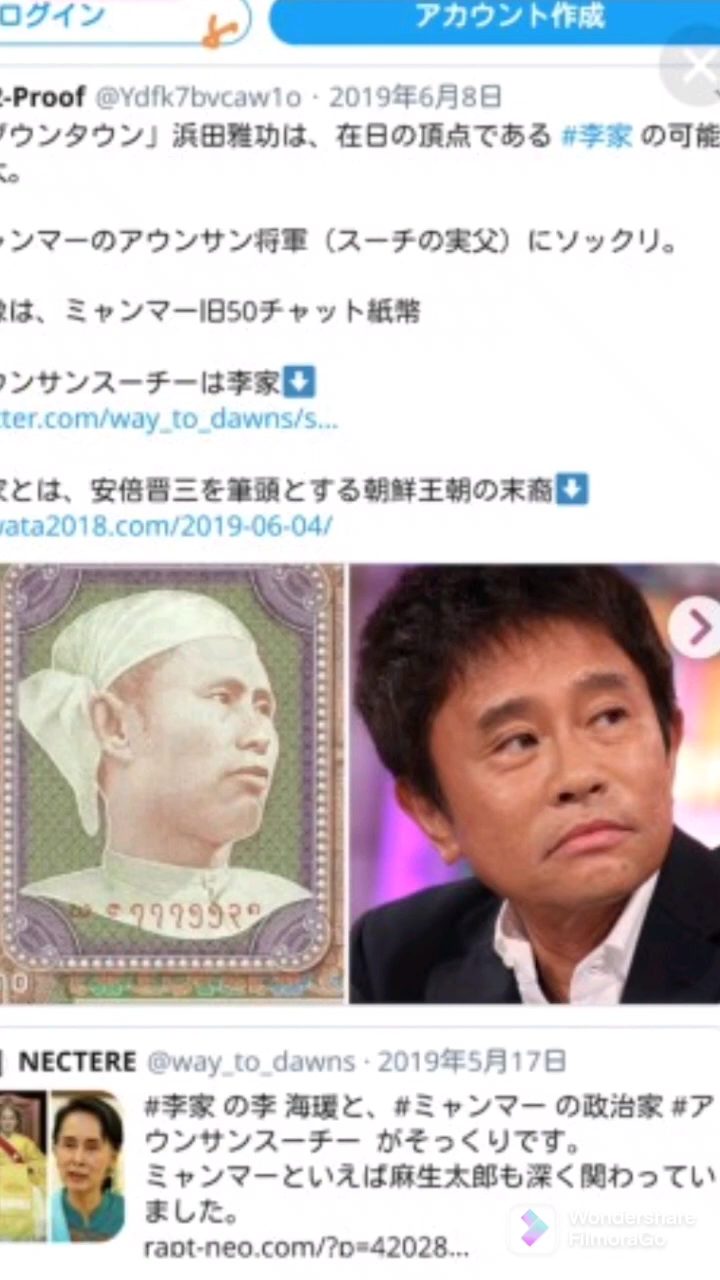 ログイン
アカウント作成
2-Proof @Ydfk7bvcaw1o · 2019年6月8日
ダウンタウン」浜田雅功は、在日の頂点である #李家 の可能
大。
ャンマーのアウンサン将軍（スーチの実父）にソックリ。
像は、ミャンマー旧50チャット紙幣
ウンサンスーチーは李家⬇
tter.com/way_to_dawns/s...
家とは、安倍晋三を筆頭とする朝鮮王朝の末裔⬇
wata2018.com/2019-06-04/
NECTERE @way_to_dawns · 2019年5月17日
#李家 の李 海瑗と、#ミャンマー の政治家 #ア
ウンサンスーチー がそっくりです。
ミャンマーといえば麻生太郎も深く関わってい
ました。
rapt-neo.com/?p=42028...
Wondershare
FilmoraGo